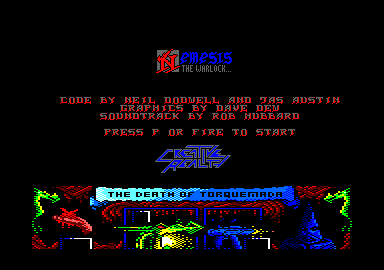 NEMESIS
THE WARLOCK...
CODE BY NEIL DODWELL AND JAS AUSTIN
GRAPHICS BY DAVE DEW
SOUNDTRACK BY ROB HUBBARD
PRESS P OR FIRE TO START
CREATIVE
REALITY
THE DEATH OF TORQUEMADA